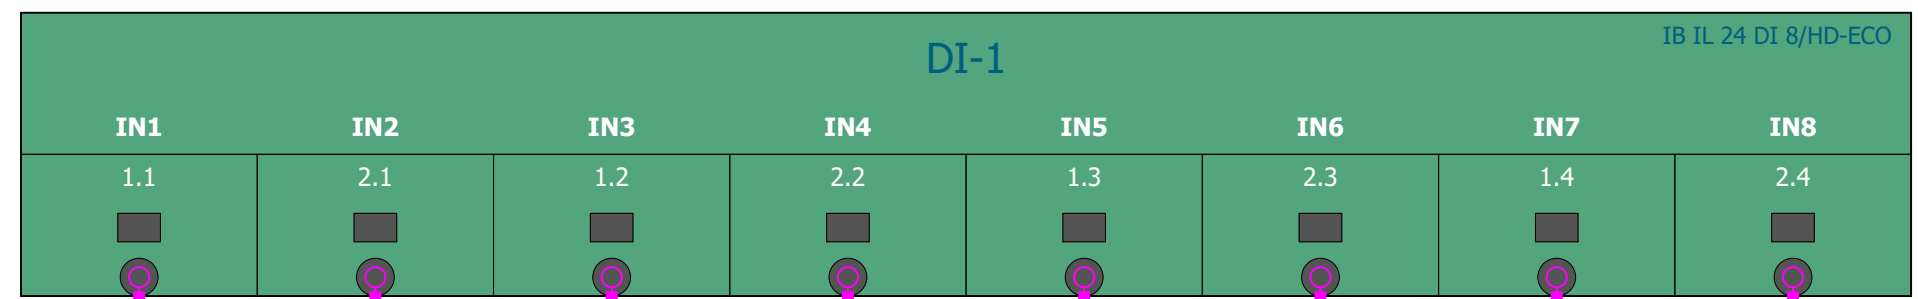 IB IL 24 DI 8/HD-ECO
DI-1
IN1 IN2 IN3 IN4 IN5 IN6 IN7 IN8
1.1 2.1 1.2 2.2 1.3 2.3 1.4 2.4